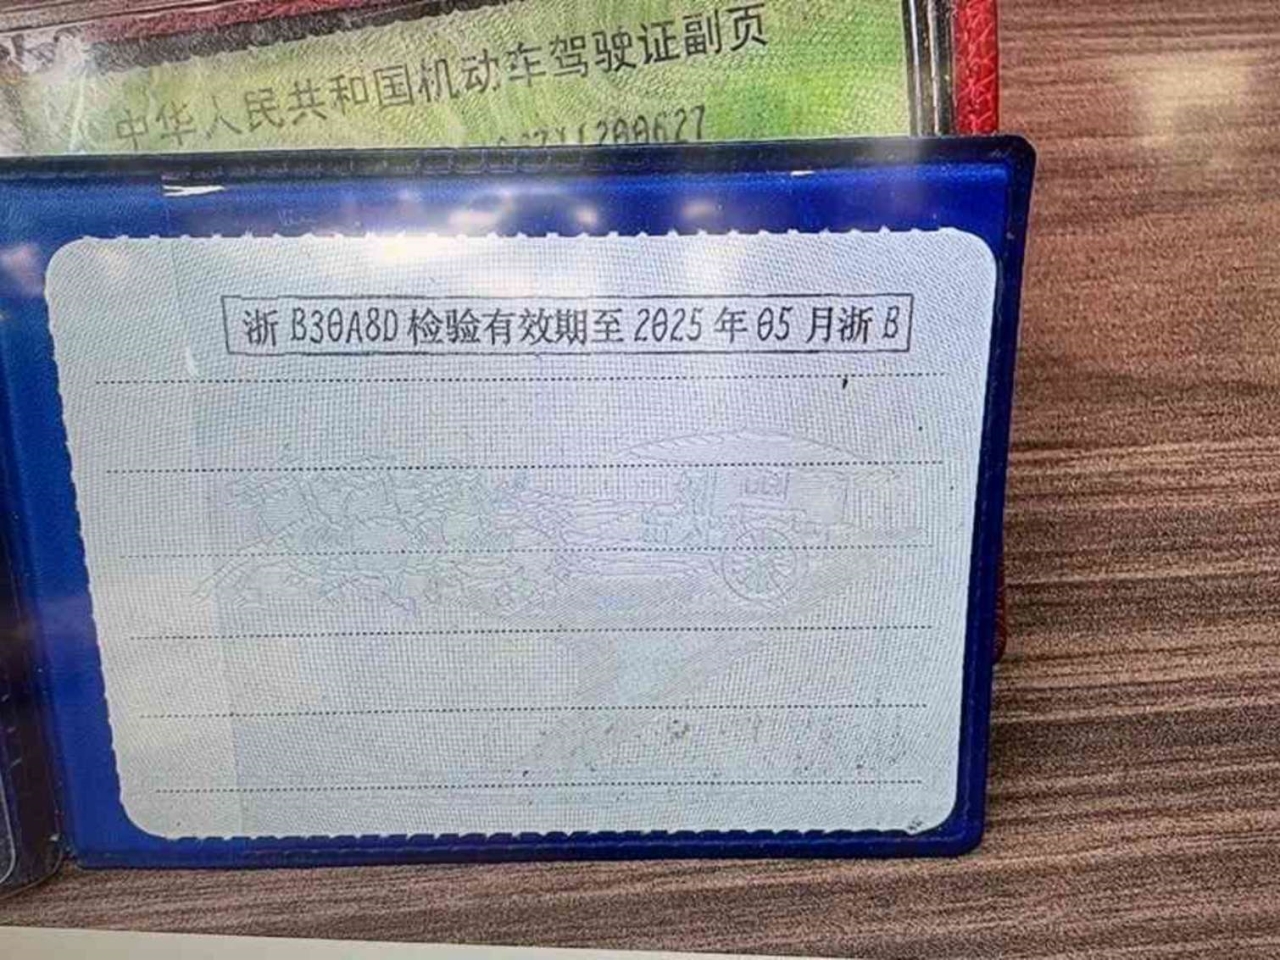 中华人民共和国机动车驾驶证副页
浙 B30A8D 检验有效期至 2025 年 05 月浙 B